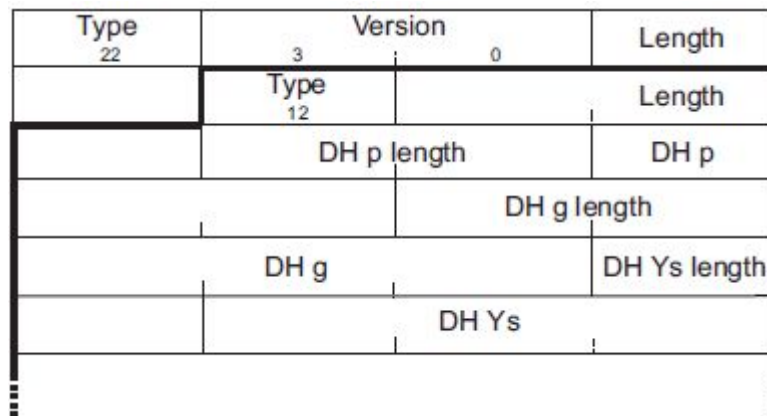 Type Version Length
22 3 0
Type Length
12
DH p length DH p
DH g length
DH g DH Ys length
DH Ys